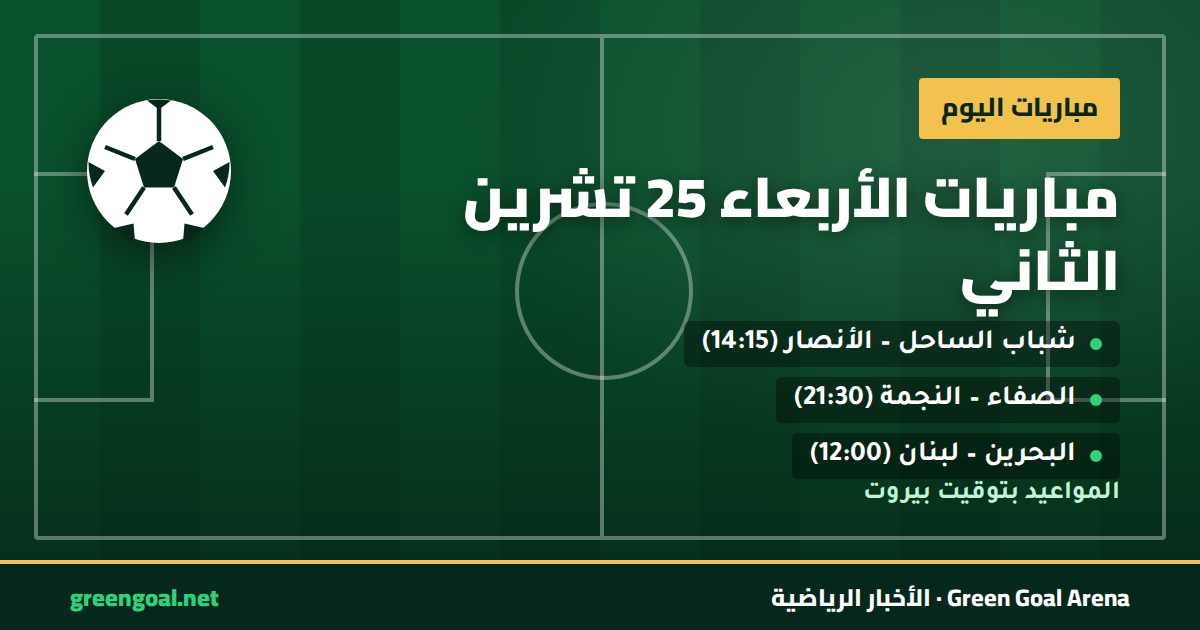 مباريات اليوم
مباريات الأربعاء 25 تشرين
الثاني
شباب الساحل - الأنصار (14:15)
الصفاء - النجمة (21:30)
البحرين - لبنان (12:00)
المواعيد بتوقيت بيروت
Green Goal Arena · الأخبار الرياضية
greengoal.net